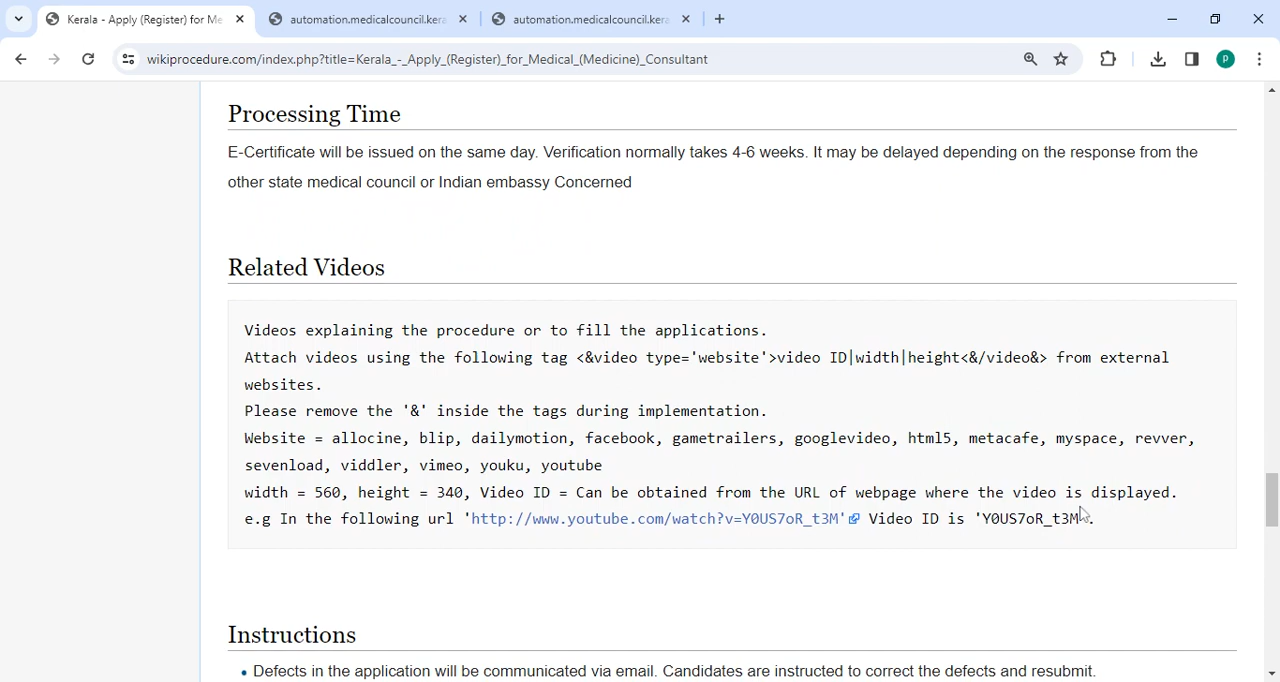 Kerala - Apply (Register) for Me
automation.medicalcouncil.kera
automation.medicalcouncil.kera
wikiprocedure.com/index.php?title=Kerala_-_Apply_(Register)_for_Medical_(Medicine)_Consultant
P
Processing Time
E-Certificate will be issued on the same day. Verification normally takes 4-6 weeks. It may be delayed depending on the response from the
other state medical council or Indian embassy Concerned
Related Videos
Videos explaining the procedure or to fill the applications.
Attach videos using the following tag <&video type='website'>video ID|width|height<&/video&> from external
websites.
Please remove the '&' inside the tags during implementation.
Website = allocine, blip, dailymotion, facebook, gametrailers, googlevideo, html5, metacafe, myspace, revver,
sevenload, viddler, vimeo, youku, youtube
width = 560, height = 340, Video ID = Can be obtained from the URL of webpage where the video is displayed.
e.g In the following url 'http://www.youtube.com/watch?v=Y0US7oR_t3M' Video ID is 'Y0US7oR_t3M'.
Instructions
• Defects in the application will be communicated via email. Candidates are instructed to correct the defects and resubmit.